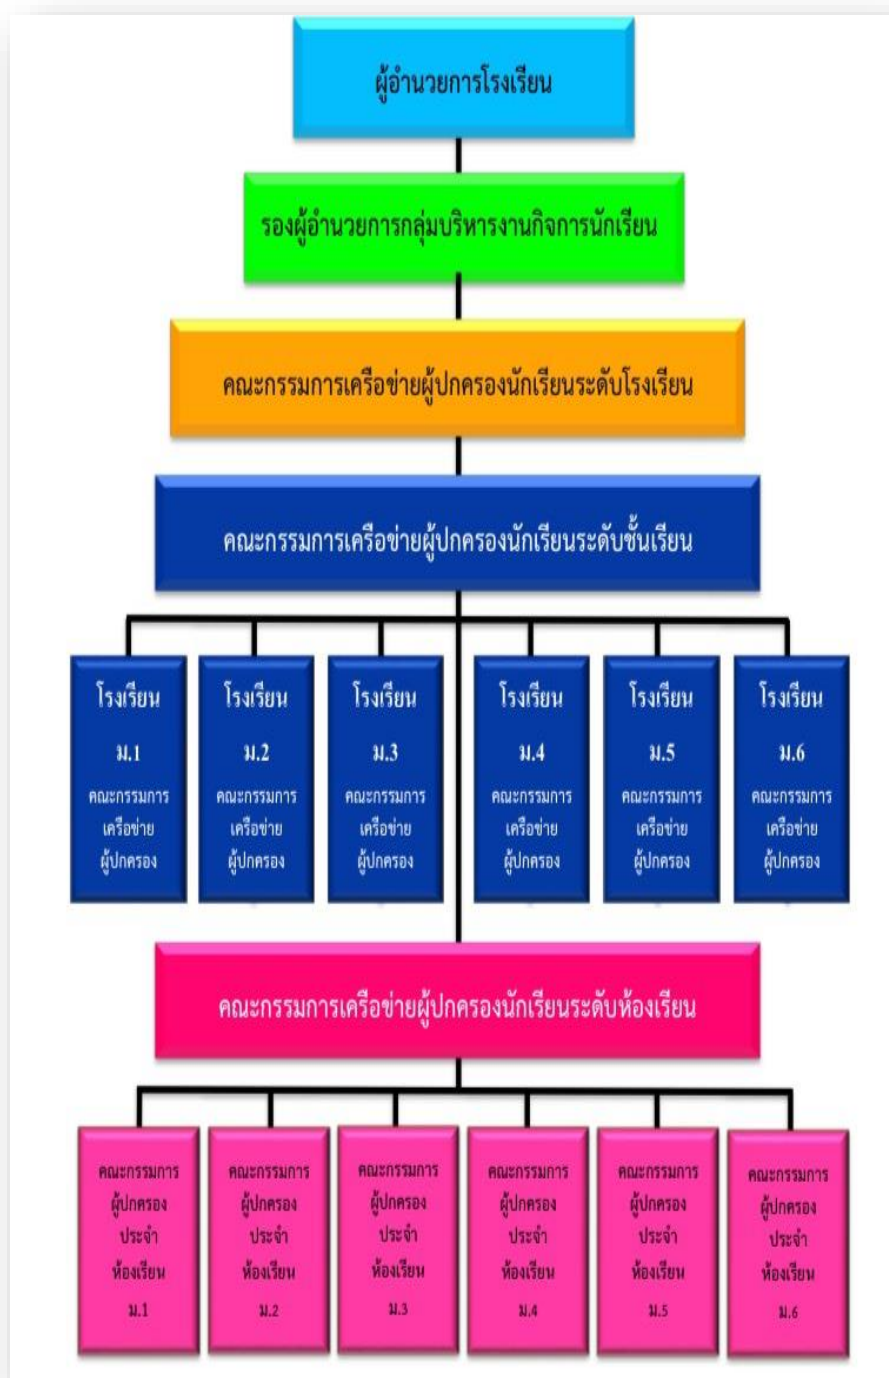 ผู้อำนวยการโรงเรียน
รองผู้อำนวยการกลุ่มบริหารงานกิจการนักเรียน
คณะกรรมการเครือข่ายผู้ปกครองนักเรียนระดับโรงเรียน
คณะกรรมการเครือข่ายผู้ปกครองนักเรียนระดับชั้นเรียน
โรงเรียน
ม.1
คณะกรรมการ
เครือข่าย
ผู้ปกครอง
โรงเรียน
ม.2
คณะกรรมการ
เครือข่าย
ผู้ปกครอง
โรงเรียน
ม.3
คณะกรรมการ
เครือข่าย
ผู้ปกครอง
โรงเรียน
ม.4
คณะกรรมการ
เครือข่าย
ผู้ปกครอง
โรงเรียน
ม.5
คณะกรรมการ
เครือข่าย
ผู้ปกครอง
โรงเรียน
ม.6
คณะกรรมการ
เครือข่าย
ผู้ปกครอง
คณะกรรมการเครือข่ายผู้ปกครองนักเรียนระดับห้องเรียน
คณะกรรมการ
ผู้ปกครอง
ประจำ
ห้องเรียน
ม.1
คณะกรรมการ
ผู้ปกครอง
ประจำ
ห้องเรียน
ม.2
คณะกรรมการ
ผู้ปกครอง
ประจำ
ห้องเรียน
ม.3
คณะกรรมการ
ผู้ปกครอง
ประจำ
ห้องเรียน
ม.4
คณะกรรมการ
ผู้ปกครอง
ประจำ
ห้องเรียน
ม.5
คณะกรรมการ
ผู้ปกครอง
ประจำ
ห้องเรียน
ม.6